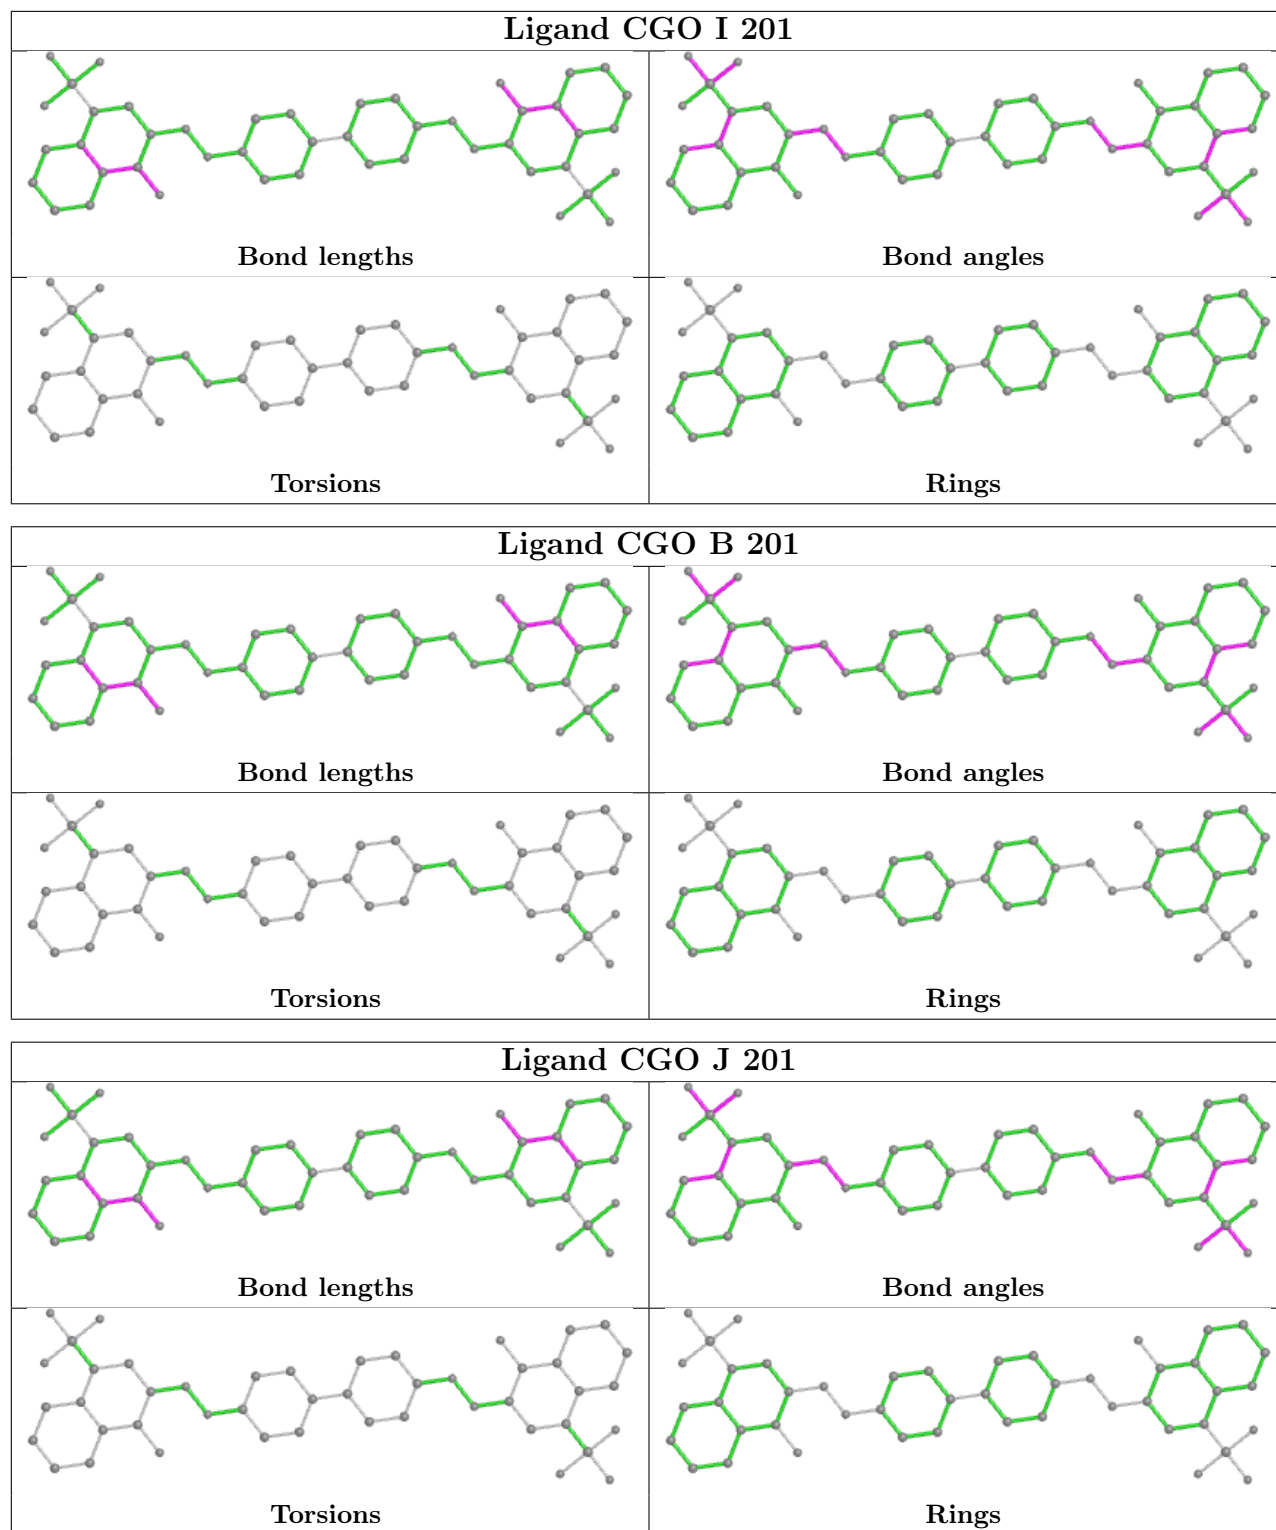 Ligand CGO I 201
Bond lengths
Bond angles
Torsions
Rings
Ligand CGO B 201
Bond lengths
Bond angles
Torsions
Rings
Ligand CGO J 201
Bond lengths
Bond angles
Torsions
Rings